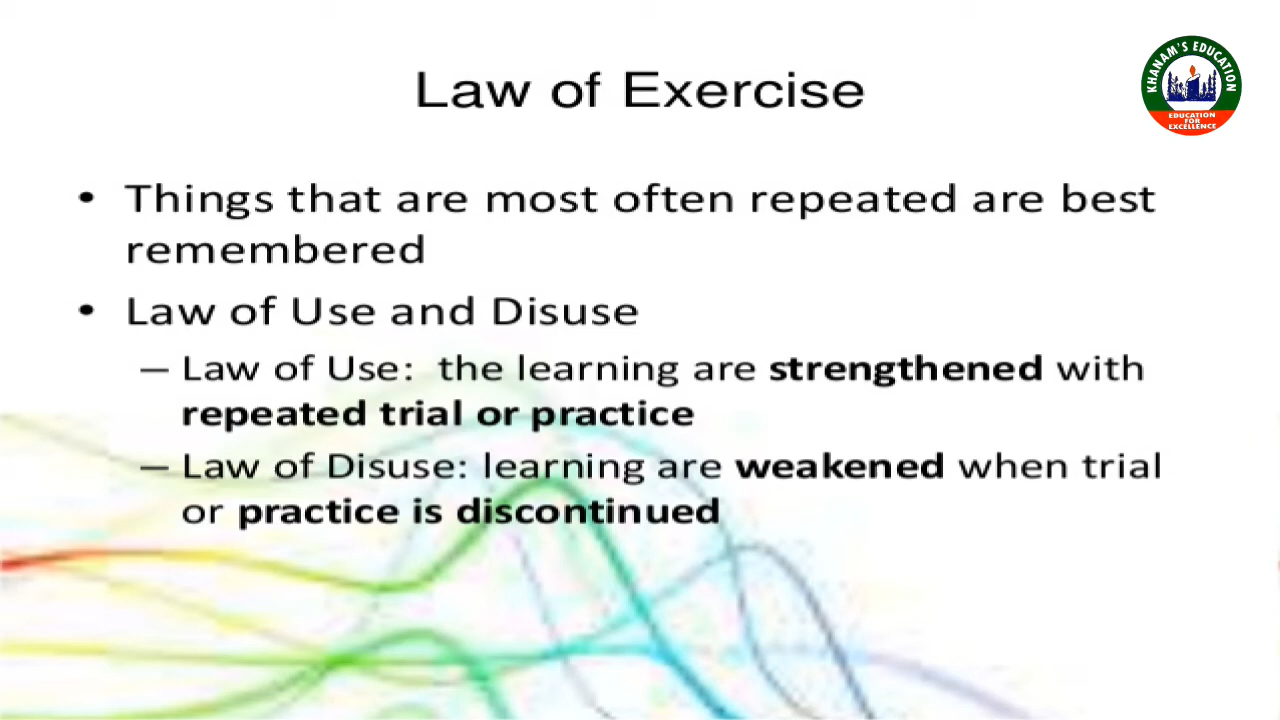 Law of Exercise
KHANAM'S EDUCATION
EDUCATION
FOR
EXCELLENCE
• Things that are most often repeated are best
remembered
• Law of Use and Disuse
– Law of Use:  the learning are strengthened with
repeated trial or practice
– Law of Disuse: learning are weakened when trial
or practice is discontinued